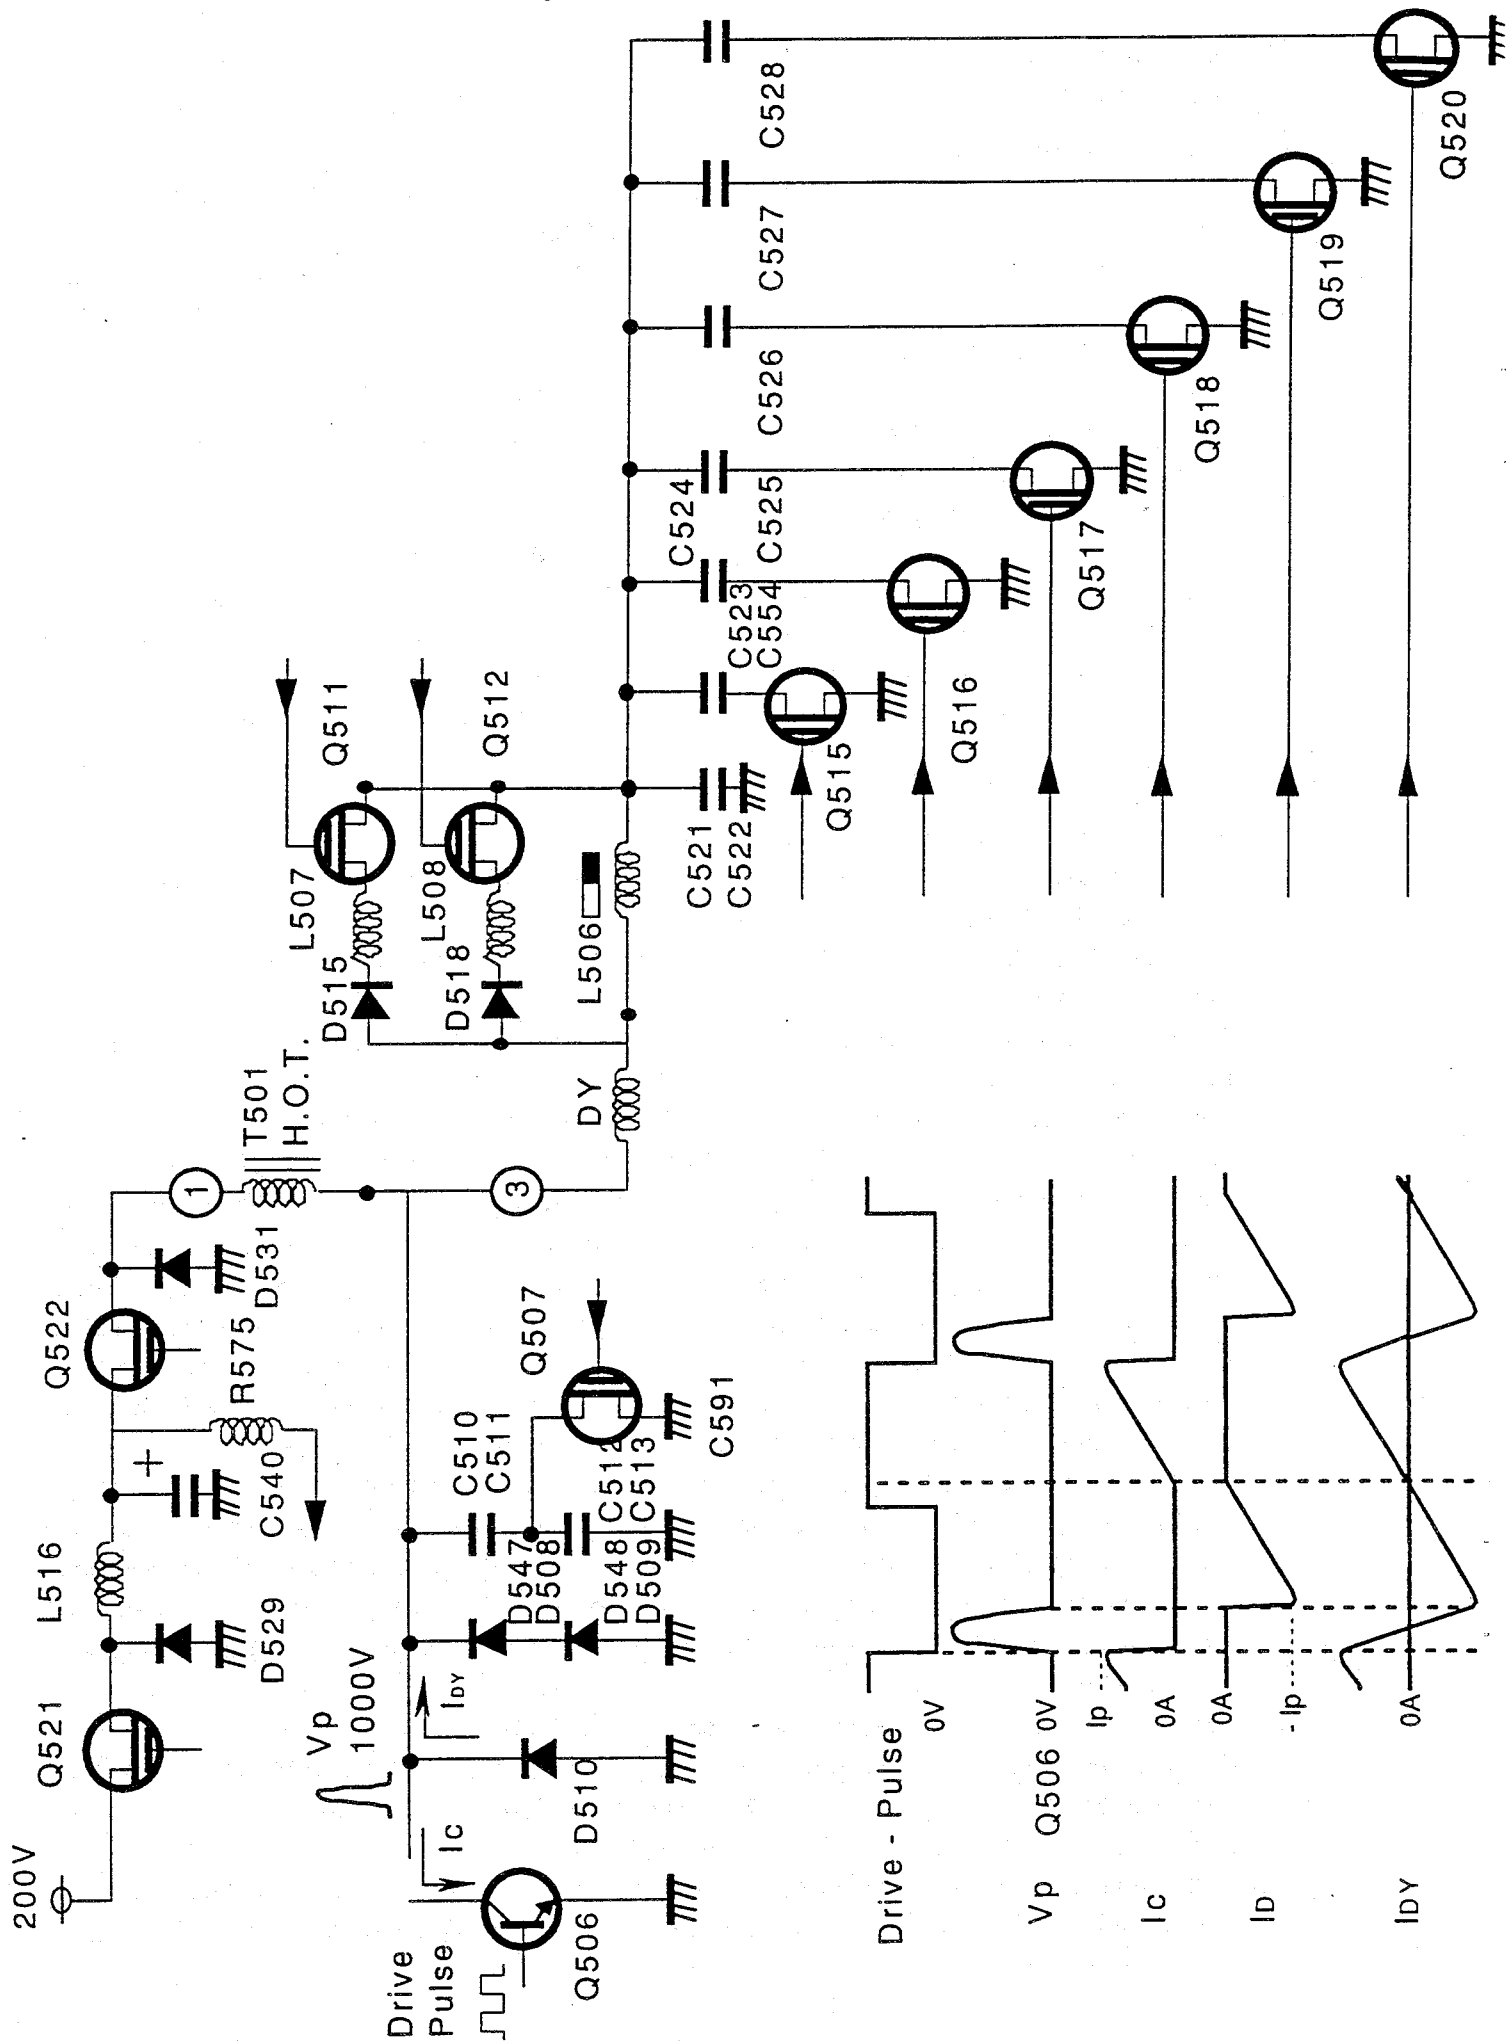 200V
Q521
D529
L516
C540
R575
Q522
D531
T501
H.O.T.
Vp
1000V
Ic
IDY
Drive
Pulse
Q506
D510
D547
D508
D548
D509
C510
C511
C512
C513
Q507
C591
1
3
DY
D515
L507
Q511
D518
L508
Q512
L506
C521
C522
C523
C554
C524
C525
C526
C527
C528
Q515
Q516
Q517
Q518
Q519
Q520
Drive - Pulse
0V
Vp Q506 0V
Ip
Ic 0A
0A
ID - Ip
IDY 0A